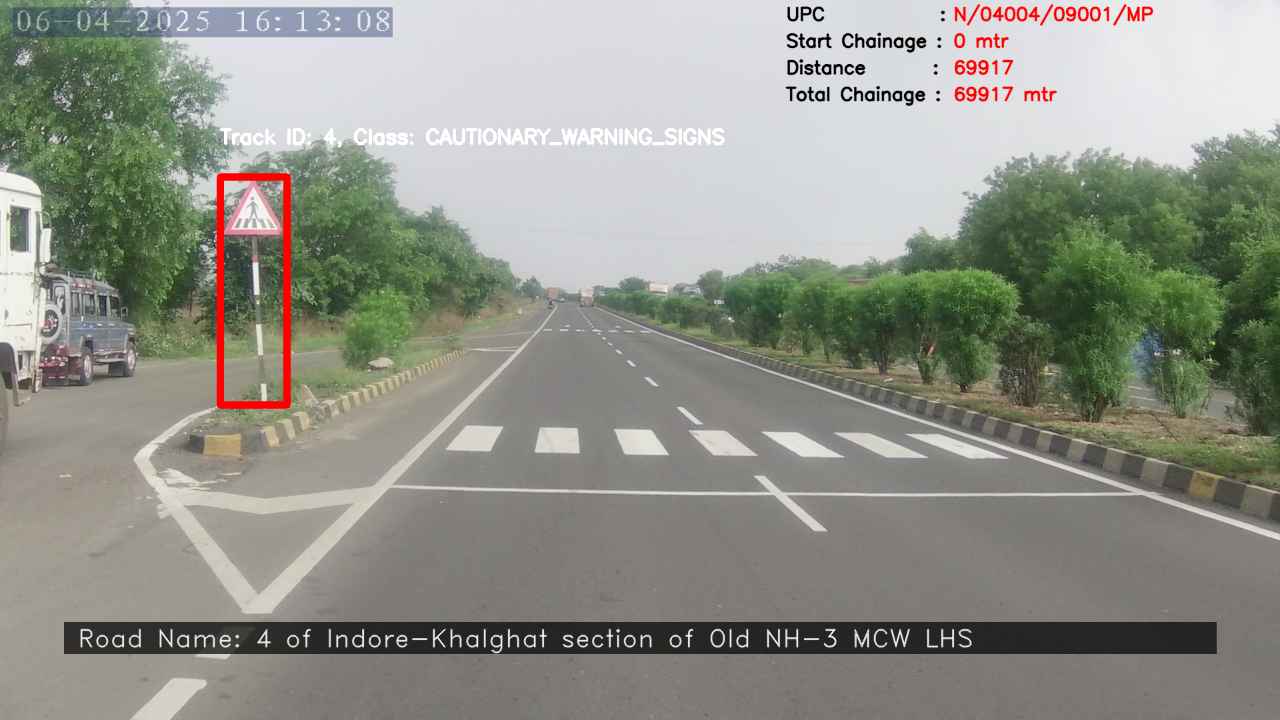 06-04-2025 16:13:08
UPC : N/04004/09001/MP
Start Chainage : 0 mtr
Distance : 69917
Total Chainage : 69917 mtr
Track ID: 4, Class: CAUTIONARY_WARNING_SIGNS
Road Name: 4 of Indore-Khalghat section of Old NH-3 MCW LHS